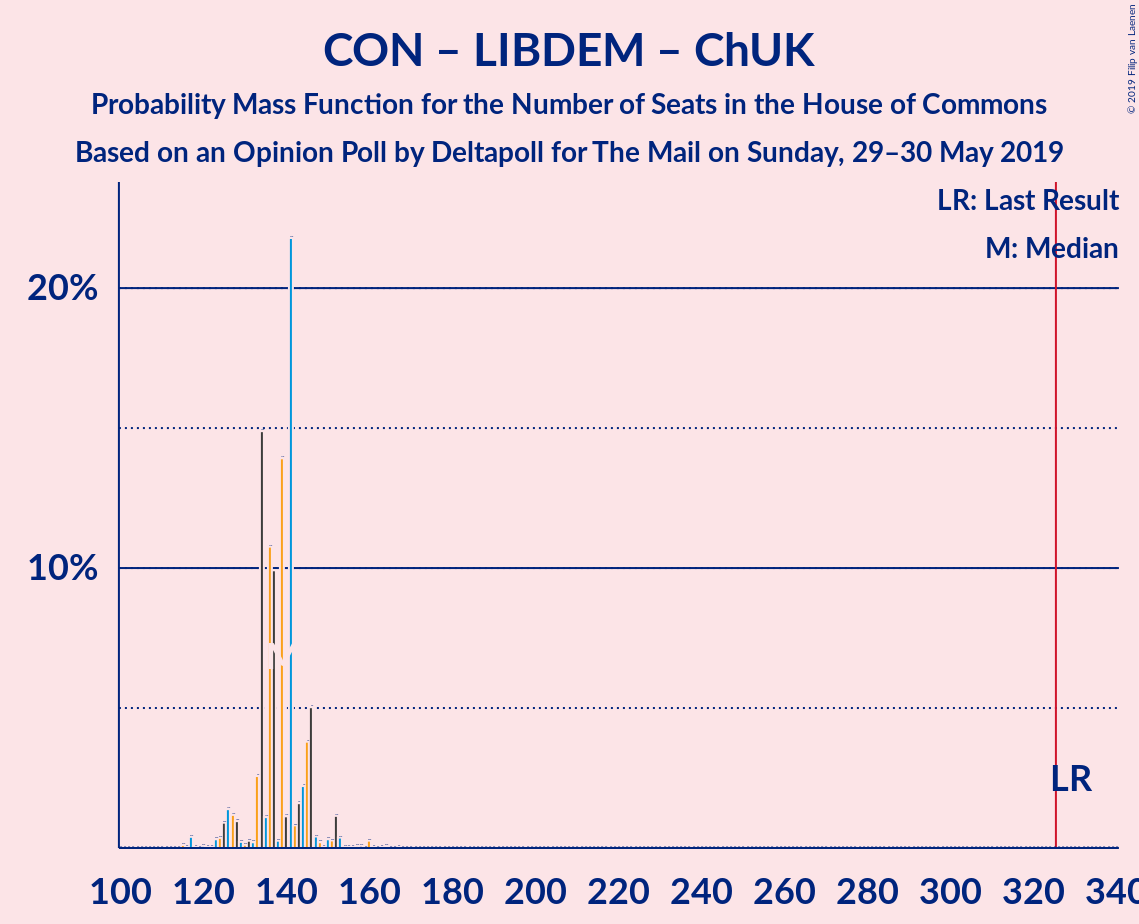 CON – LIBDEM – ChUK
Probability Mass Function for the Number of Seats in the House of Commons
Based on an Opinion Poll by Deltapoll for The Mail on Sunday, 29–30 May 2019
© 2019 Filip van Laenen
LR: Last Result
M: Median
20%
10%
LR
100 120 140 160 180 200 220 240 260 280 300 320 340